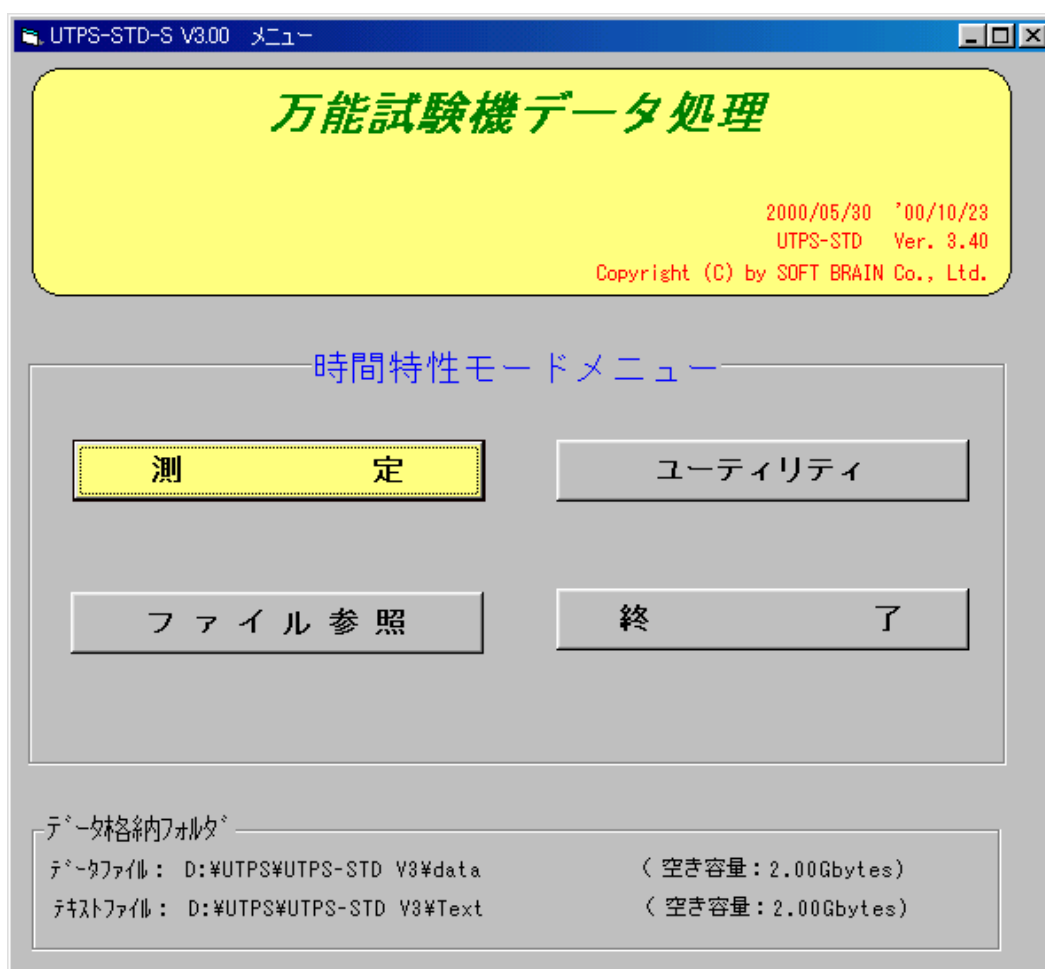 UTPS-STD-S V3.00 メニュー
万能試験機データ処理
2000/05/30 '00/10/23
UTPS-STD Ver. 3.40
Copyright (C) by SOFT BRAIN Co., Ltd.
時間特性モードメニュー
測 定
ユーティリティ
ファイル参照
終 了
ﾃﾞｰﾀ格納ﾌｫﾙﾀﾞ
ﾃﾞｰﾀﾌｧｲﾙ： D:¥UTPS¥UTPS-STD V3¥data （空き容量：2.00Gbytes)
ﾃｷｽﾄﾌｧｲﾙ： D:¥UTPS¥UTPS-STD V3¥Text （空き容量：2.00Gbytes)